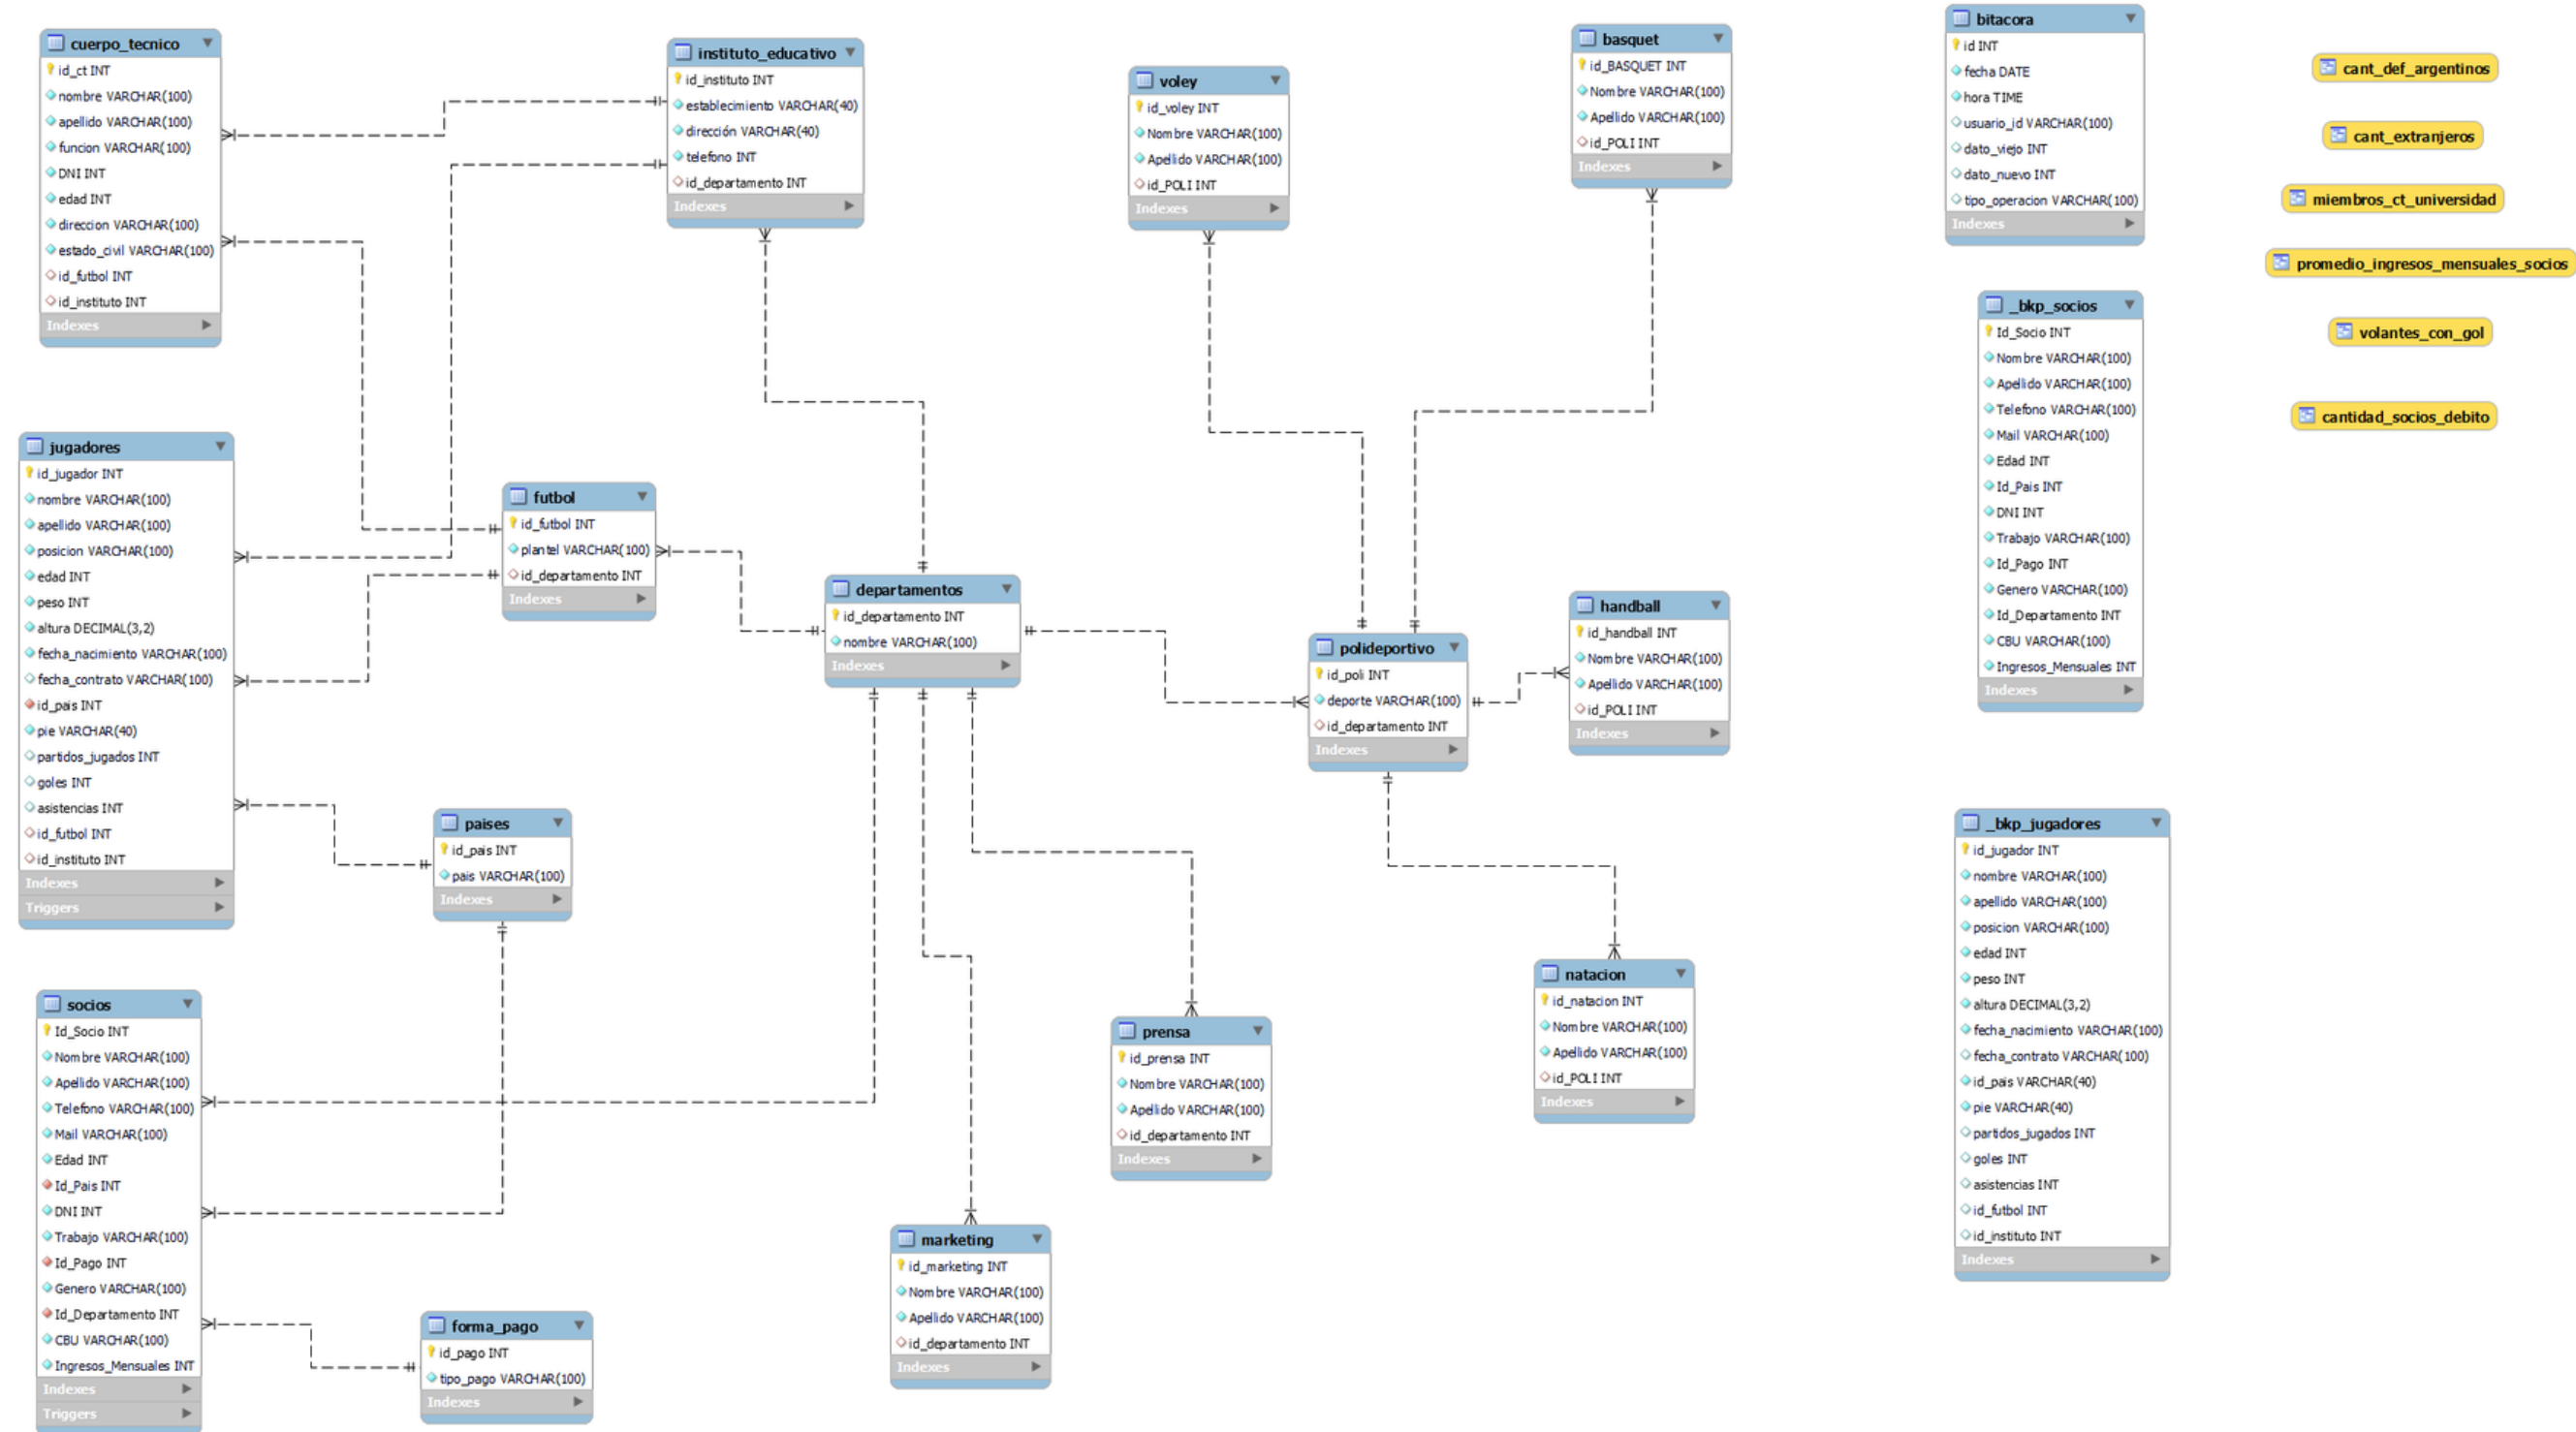 cuerpo_tecnico
id_ct INT
nombre VARCHAR(100)
apellido VARCHAR(100)
funcion VARCHAR(100)
DNI INT
edad INT
direccion VARCHAR(100)
estado_civil VARCHAR(100)
id_futbol INT
id_instituto INT
Indexes
instituto_educativo
id_instituto INT
establecimiento VARCHAR(40)
dirección VARCHAR(40)
telefono INT
id_departamento INT
Indexes
voley
id_voley INT
Nombre VARCHAR(100)
Apellido VARCHAR(100)
id_POLI INT
Indexes
basquet
id_BASQUET INT
Nombre VARCHAR(100)
Apellido VARCHAR(100)
id_POLI INT
Indexes
bitacora
id INT
fecha DATE
hora TIME
usuario_id VARCHAR(100)
dato_viejo INT
dato_nuevo INT
tipo_operacion VARCHAR(100)
Indexes
cant_def_argentinos
cant_extranjeros
miembros_ct_universidad
promedio_ingresos_mensuales_socios
volantes_con_gol
cantidad_socios_debito
_bkp_socios
Id_Socio INT
Nombre VARCHAR(100)
Apellido VARCHAR(100)
Telefono VARCHAR(100)
Mail VARCHAR(100)
Edad INT
Id_Pais INT
DNI INT
Trabajo VARCHAR(100)
Id_Pago INT
Genero VARCHAR(100)
Id_Departamento INT
CBU VARCHAR(100)
Ingresos_Mensuales INT
Indexes
jugadores
id_jugador INT
nombre VARCHAR(100)
apellido VARCHAR(100)
posicion VARCHAR(100)
edad INT
peso INT
altura DECIMAL(3,2)
fecha_nacimiento VARCHAR(100)
fecha_contrato VARCHAR(100)
id_pais INT
pie VARCHAR(40)
partidos_jugados INT
goles INT
asistencias INT
id_futbol INT
id_instituto INT
Indexes
Triggers
futbol
id_futbol INT
plantel VARCHAR(100)
id_departamento INT
Indexes
departamentos
id_departamento INT
nombre VARCHAR(100)
Indexes
polideportivo
id_poli INT
deporte VARCHAR(100)
id_departamento INT
Indexes
handball
id_handball INT
Nombre VARCHAR(100)
Apellido VARCHAR(100)
id_POLI INT
Indexes
paises
id_pais INT
pais VARCHAR(100)
Indexes
_bkp_jugadores
id_jugador INT
nombre VARCHAR(100)
apellido VARCHAR(100)
posicion VARCHAR(100)
edad INT
peso INT
altura DECIMAL(3,2)
fecha_nacimiento VARCHAR(100)
fecha_contrato VARCHAR(100)
id_pais VARCHAR(40)
pie VARCHAR(40)
partidos_jugados INT
goles INT
asistencias INT
id_futbol INT
id_instituto INT
Indexes
socios
Id_Socio INT
Nombre VARCHAR(100)
Apellido VARCHAR(100)
Telefono VARCHAR(100)
Mail VARCHAR(100)
Edad INT
Id_Pais INT
DNI INT
Trabajo VARCHAR(100)
Id_Pago INT
Genero VARCHAR(100)
Id_Departamento INT
CBU VARCHAR(100)
Ingresos_Mensuales INT
Indexes
Triggers
prensa
id_prensa INT
Nombre VARCHAR(100)
Apellido VARCHAR(100)
id_departamento INT
Indexes
natacion
id_natacion INT
Nombre VARCHAR(100)
Apellido VARCHAR(100)
id_POLI INT
Indexes
marketing
id_marketing INT
Nombre VARCHAR(100)
Apellido VARCHAR(100)
id_departamento INT
Indexes
forma_pago
id_pago INT
tipo_pago VARCHAR(100)
Indexes